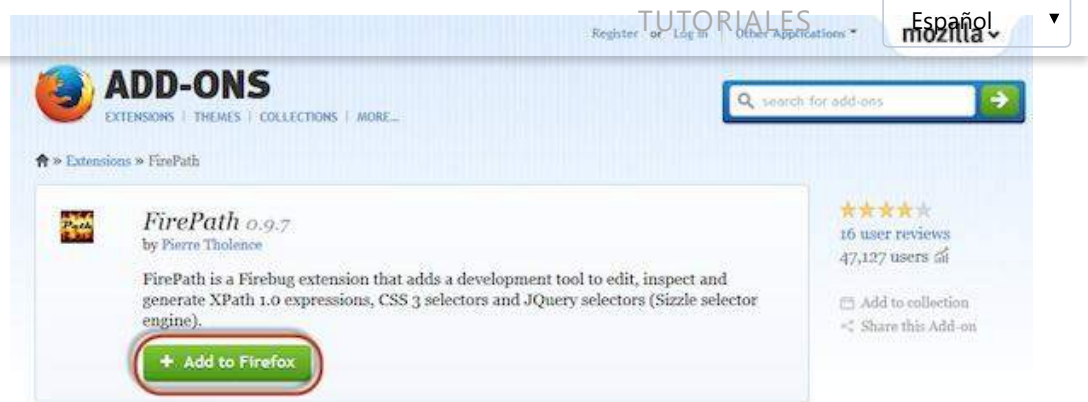 TUTORIALES
Español ▼
Register or Log in | Other Applications
mozilla
ADD-ONS
EXTENSIONS | THEMES | COLLECTIONS | MORE...
search for add-ons
» Extensions » FirePath
Path
FirePath 0.9.7
by Pierre Tholence
FirePath is a Firebug extension that adds a development tool to edit, inspect and
generate XPath 1.0 expressions, CSS 3 selectors and JQuery selectors (Sizzle selector
engine).
+ Add to Firefox
16 user reviews
47,127 users
Add to collection
Share this Add-on